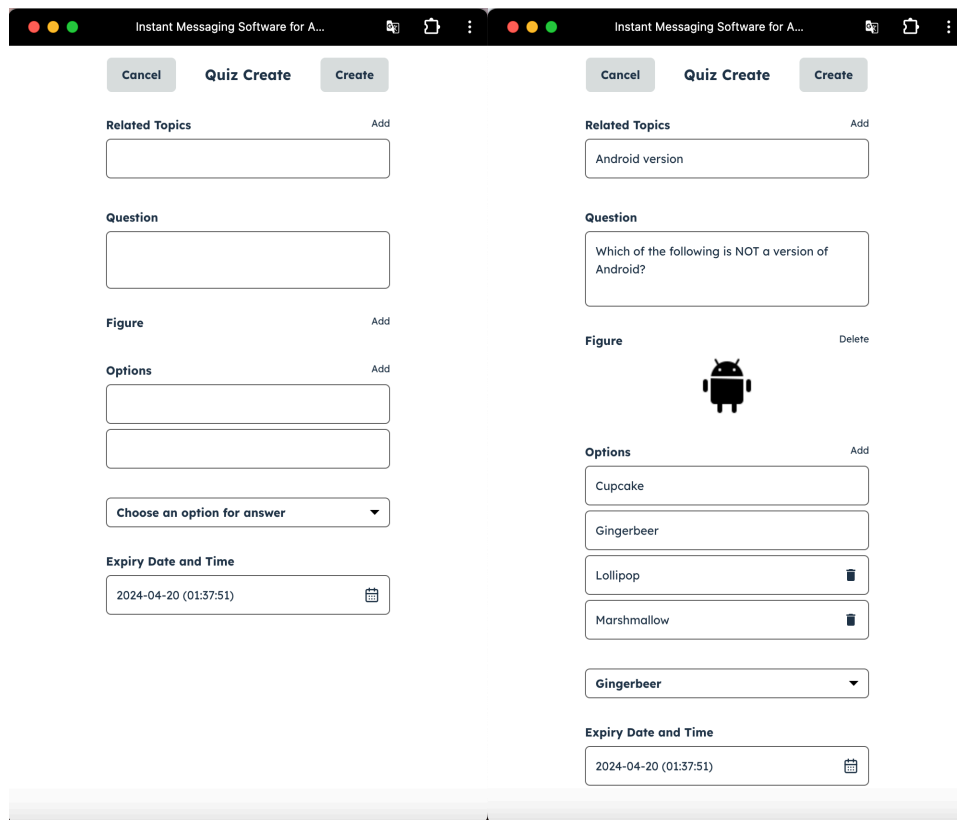 Instant Messaging Software for A...
Cancel
Quiz Create
Create
Related Topics
Add
Question
Figure
Add
Options
Add
Choose an option for answer
Expiry Date and Time
2024-04-20 (01:37:51)
Instant Messaging Software for A...
Cancel
Quiz Create
Create
Related Topics
Add
Android version
Question
Which of the following is NOT a version of
Android?
Figure
Delete
Options
Add
Cupcake
Gingerbeer
Lollipop
Marshmallow
Gingerbeer
Expiry Date and Time
2024-04-20 (01:37:51)